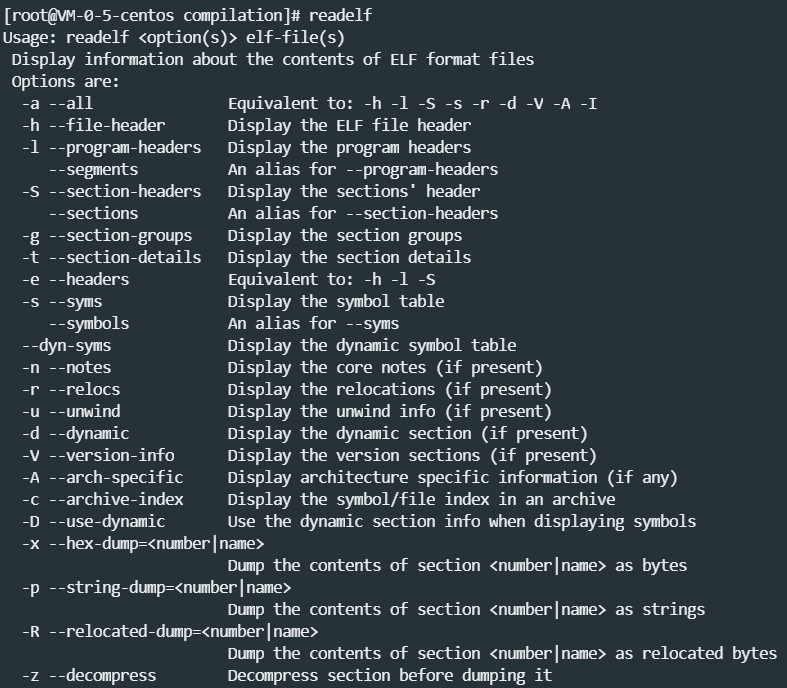 [root@VM-0-5-centos compilation]# readelf
Usage: readelf <option(s)> elf-file(s)
 Display information about the contents of ELF format files
 Options are:
  -a --all               Equivalent to: -h -l -S -s -r -d -V -A -I
  -h --file-header       Display the ELF file header
  -l --program-headers   Display the program headers
     --segments          An alias for --program-headers
  -S --section-headers   Display the sections' header
     --sections          An alias for --section-headers
  -g --section-groups    Display the section groups
  -t --section-details   Display the section details
  -e --headers           Equivalent to: -h -l -S
  -s --syms              Display the symbol table
     --symbols           An alias for --syms
  --dyn-syms             Display the dynamic symbol table
  -n --notes             Display the core notes (if present)
  -r --relocs            Display the relocations (if present)
  -u --unwind            Display the unwind info (if present)
  -d --dynamic           Display the dynamic section (if present)
  -V --version-info      Display the version sections (if present)
  -A --arch-specific     Display architecture specific information (if any)
  -c --archive-index     Display the symbol/file index in an archive
  -D --use-dynamic       Use the dynamic section info when displaying symbols
  -x --hex-dump=<number|name>
                         Dump the contents of section <number|name> as bytes
  -p --string-dump=<number|name>
                         Dump the contents of section <number|name> as strings
  -R --relocated-dump=<number|name>
                         Dump the contents of section <number|name> as relocated bytes
  -z --decompress        Decompress section before dumping it